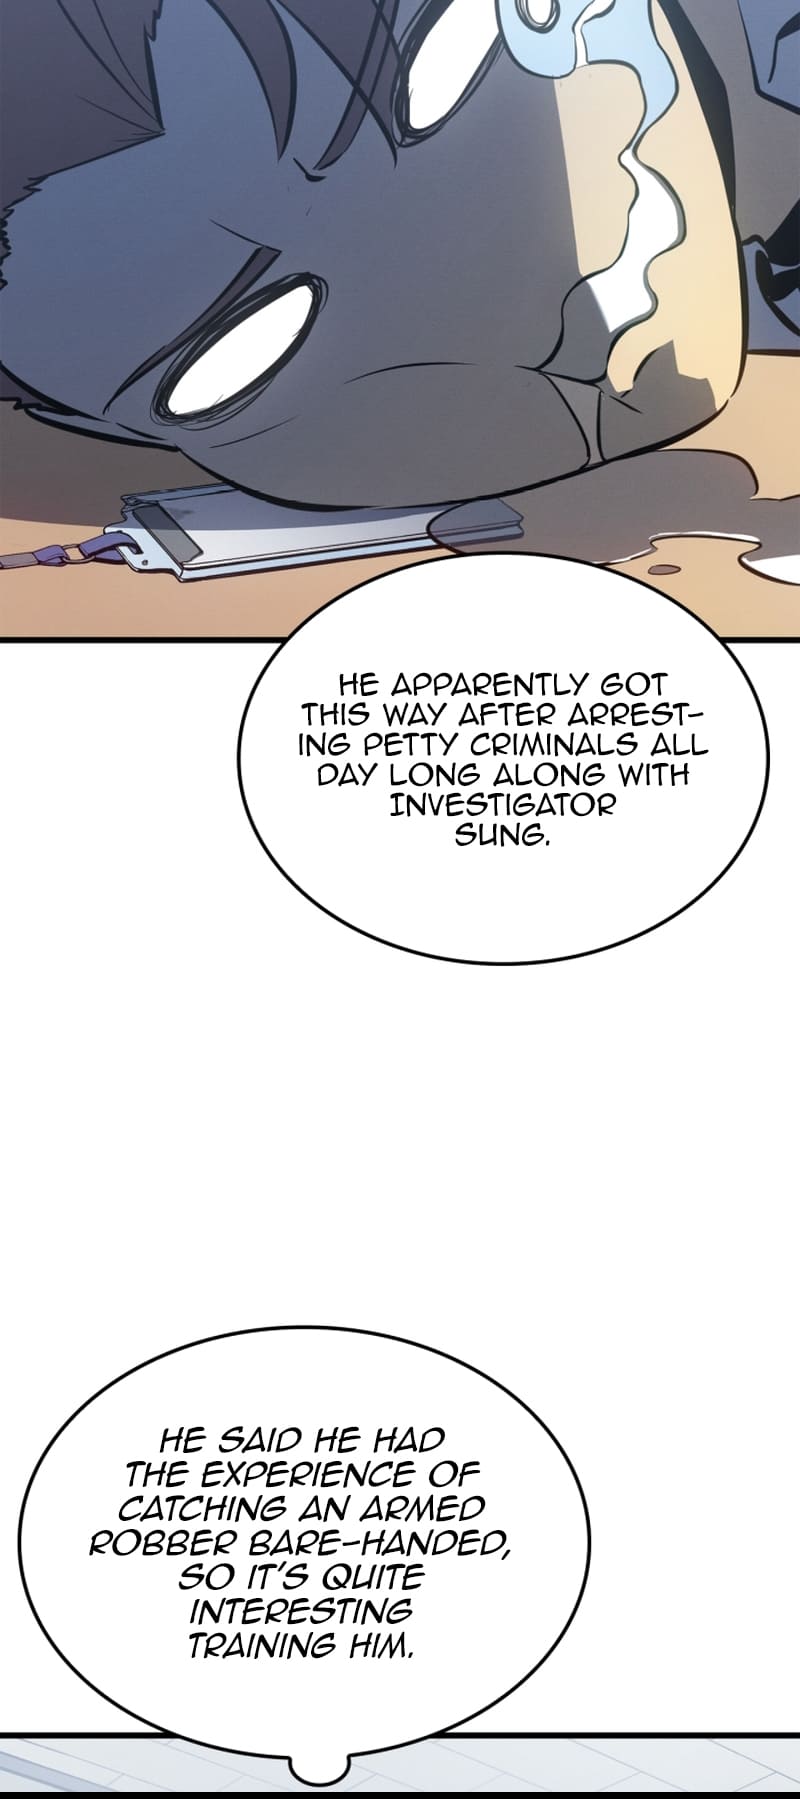 HE APPARENTLY GOT
THIS WAY AFTER ARREST-
ING PETTY CRIMINALS ALL
DAY LONG ALONG WITH
INVESTIGATOR
SUNG.
HE SAID HE HAD
THE EXPERIENCE OF
CATCHING AN ARMED
ROBBER BARE-HANDED,
SO IT'S QUITE
INTERESTING
TRAINING HIM.